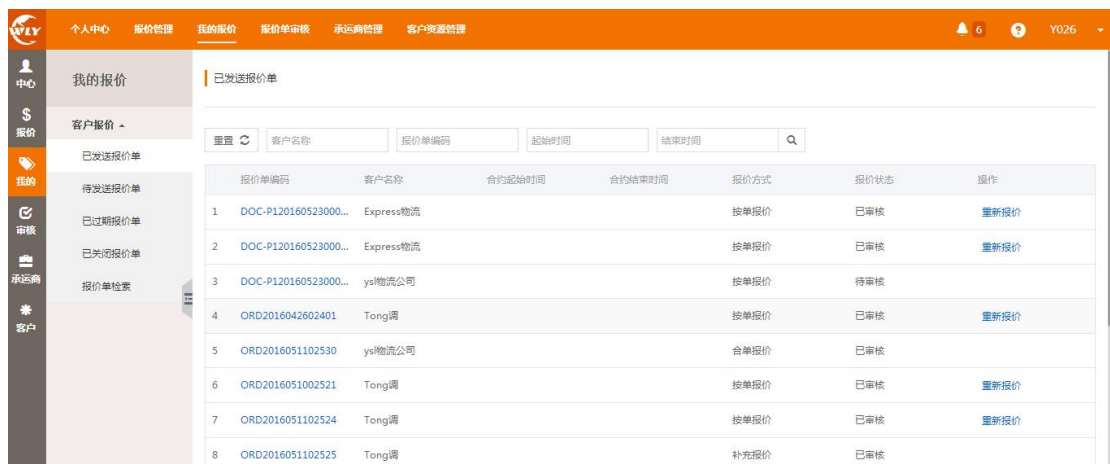 WLY 个人中心 报价管理 我的报价 报价单审核 承运商管理 客户资源管理 6 ? Y026
中心
$
报价
我的
审核
承运商
客户
我的报价
客户报价
已发送报价单
待发送报价单
已过期报价单
已关闭报价单
报价单检索
已发送报价单
重置 客户名称 报价单编码 起始时间 结束时间
报价单编码 客户名称 合约起始时间 合约结束时间 报价方式 报价状态 操作
1 DOC-P120160523000... Express物流 按单报价 已审核 重新报价
2 DOC-P120160523000... Express物流 按单报价 已审核 重新报价
3 DOC-P120160523000... ysl物流公司 按单报价 待审核
4 ORD2016042602401 Tong调 按单报价 已审核 重新报价
5 ORD2016051102530 ysl物流公司 合单报价 已审核
6 ORD2016051002521 Tong调 按单报价 已审核 重新报价
7 ORD2016051102524 Tong调 按单报价 已审核 重新报价
8 ORD2016051102525 Tong调 补充报价 已审核